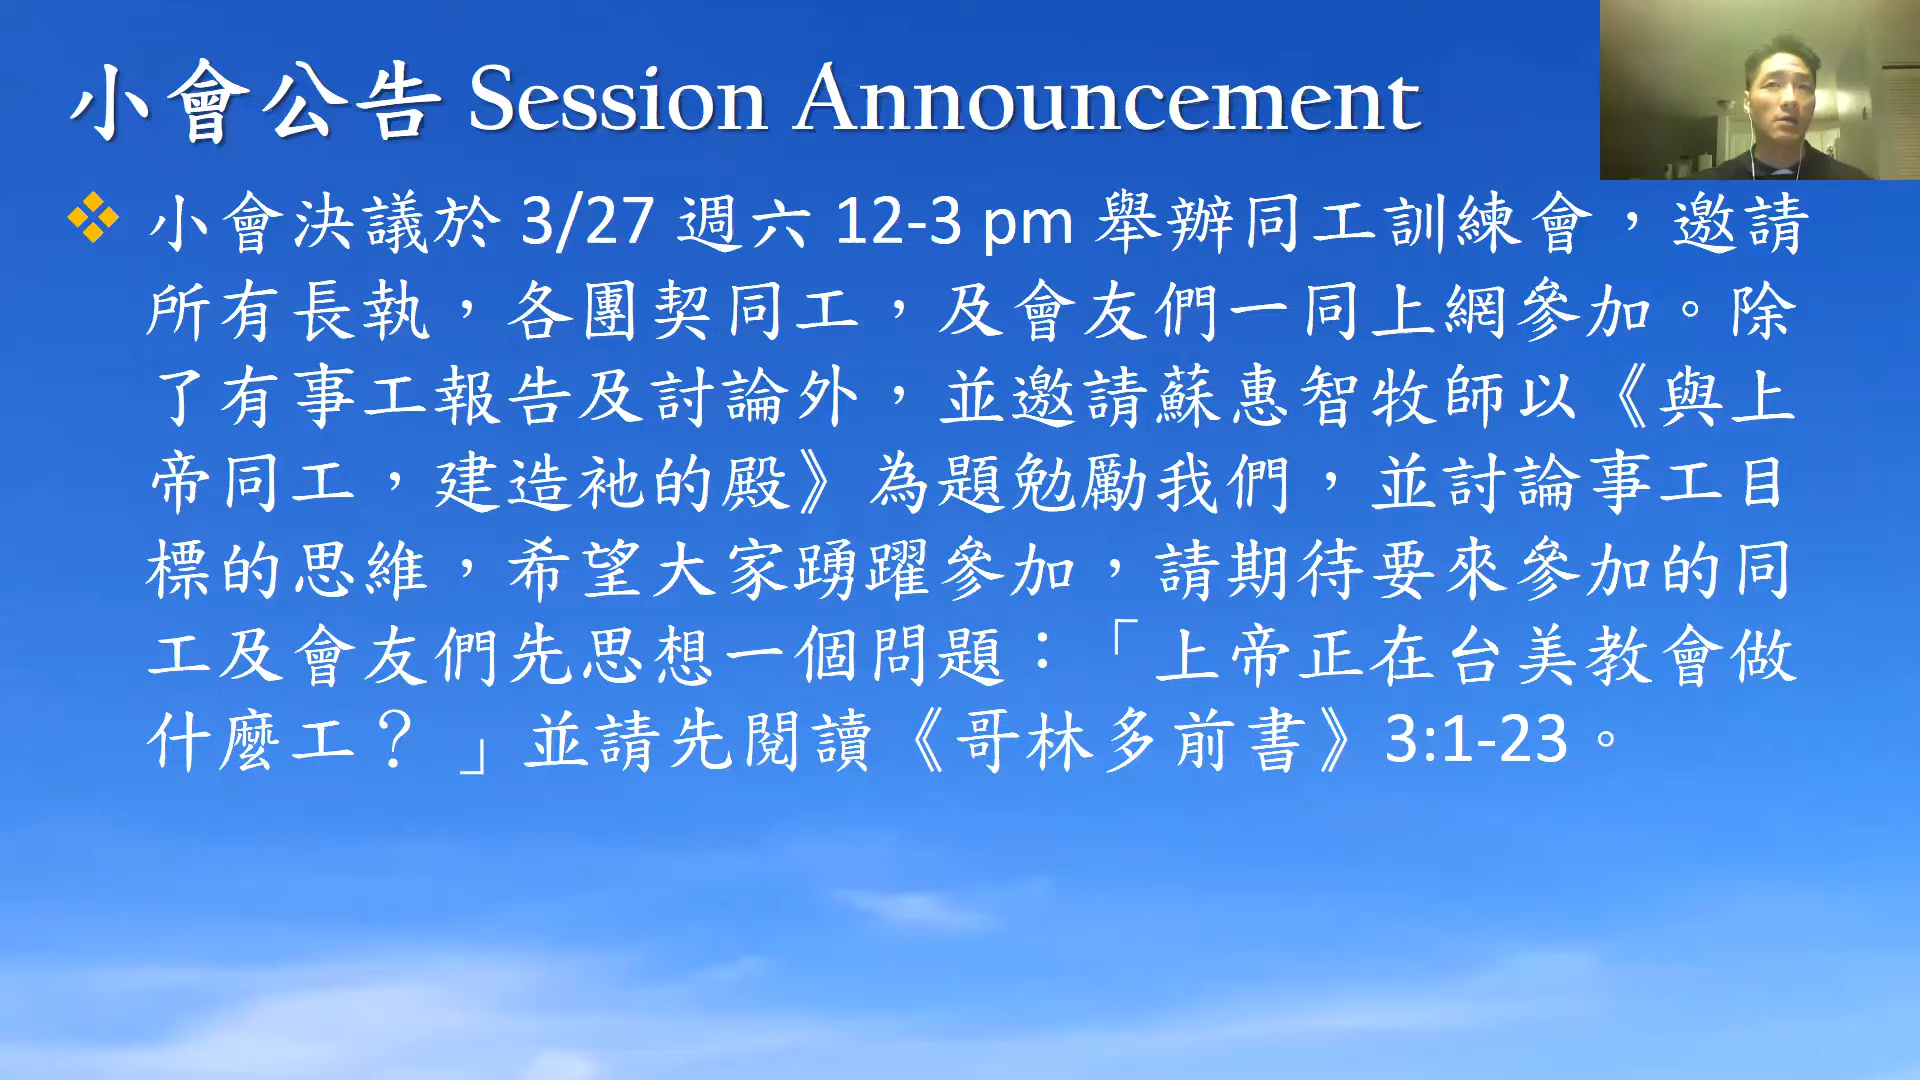 小會公告 Session Announcement
❖ 小會決議於 3/27 週六 12-3 pm 舉辦同工訓練會，邀請
所有長執，各團契同工，及會友們一同上網參加。除
了有事工報告及討論外，並邀請蘇惠智牧師以《與上
帝同工，建造祂的殿》為題勉勵我們，並討論事工目
標的思維，希望大家踴躍參加，請期待要來參加的同
工及會友們先思想一個問題：「上帝正在台美教會做
什麼工？」並請先閱讀《哥林多前書》3:1-23。